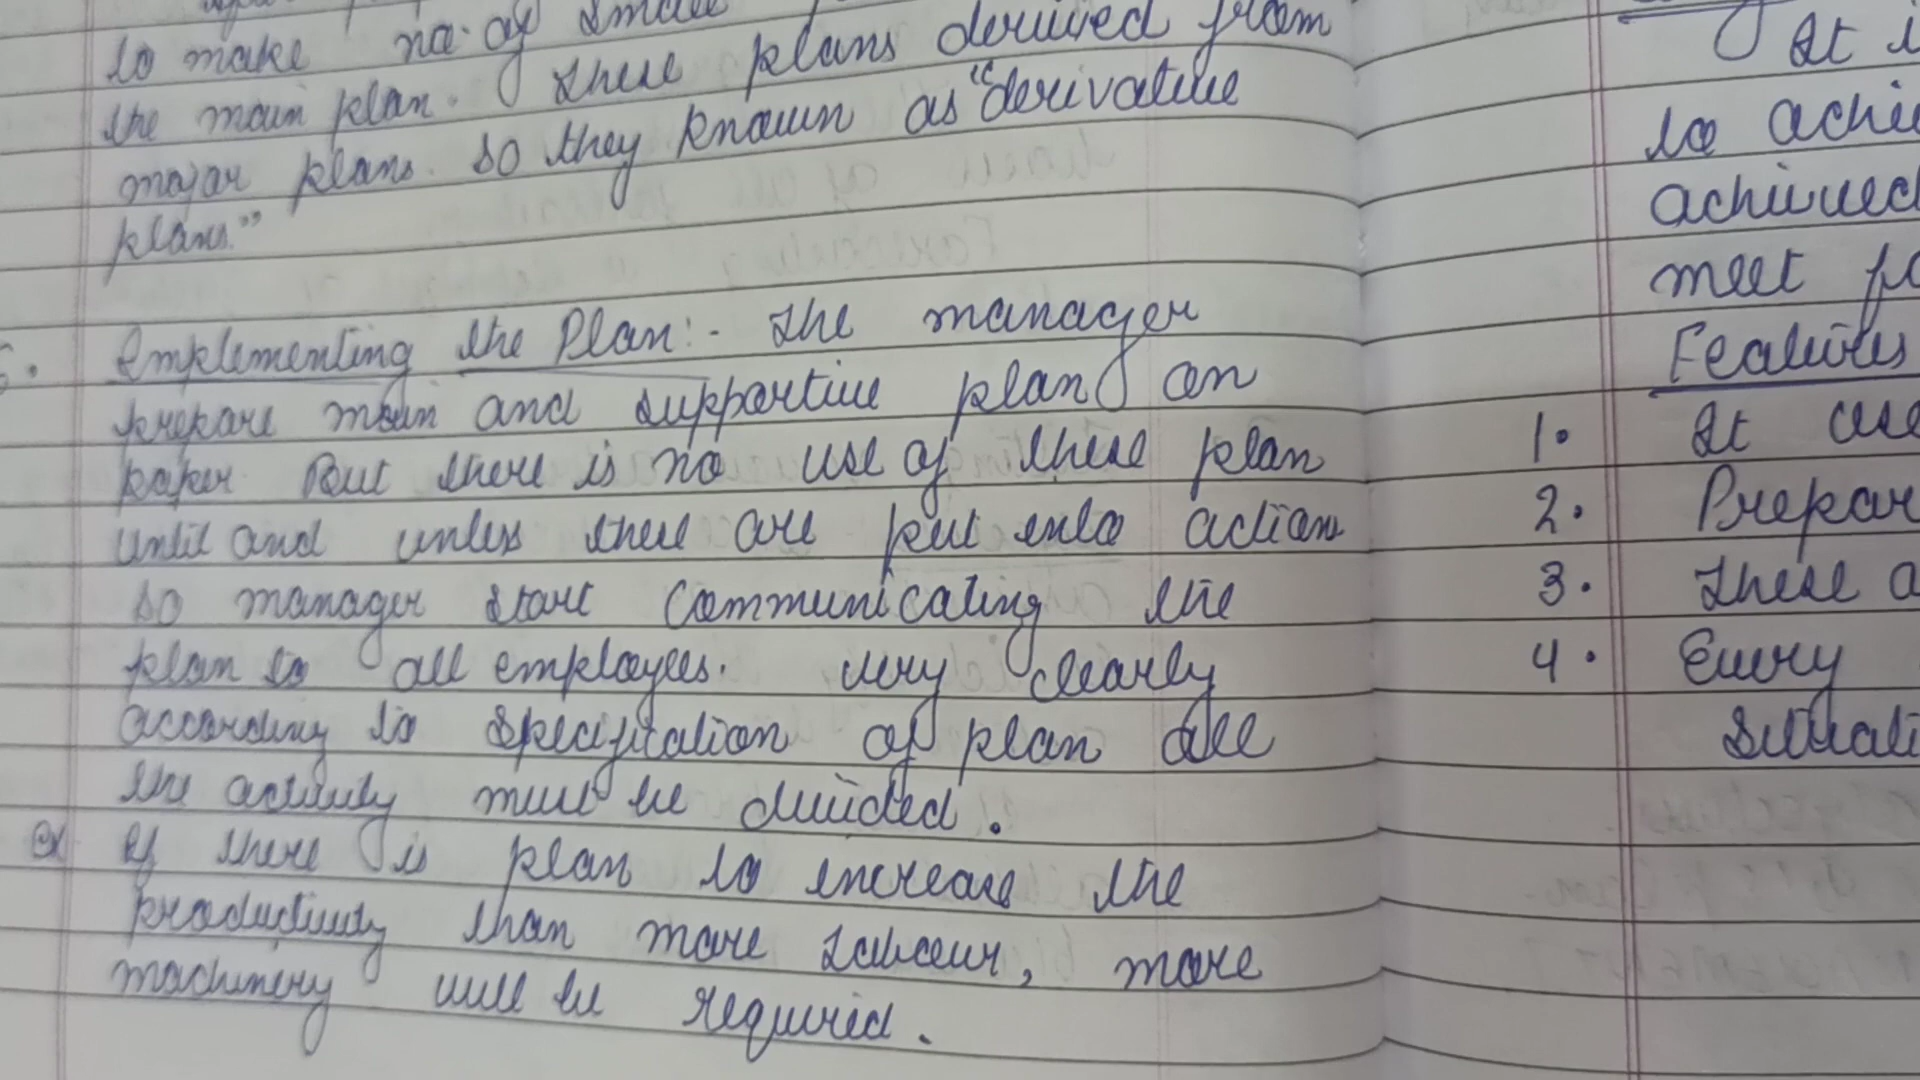 to make no. of small
the main plan. These plans derived from
major plans. so they known as "derivative
plans."
Implementing the Plan:- The manager
prepare main and supportive plan on
paper But there is no use of these plan
until and unless these are put into action
so manager start communicating the
plan to all employees. very clearly
according to specification of plan all
the activity must be divided.
ex If there is plan to increase the
productivity than more Labour, more
machinery will be required.
It i
to achi
achieved
meet
Features
1. It
2. Prepar
3. These a
4. Every
Situati